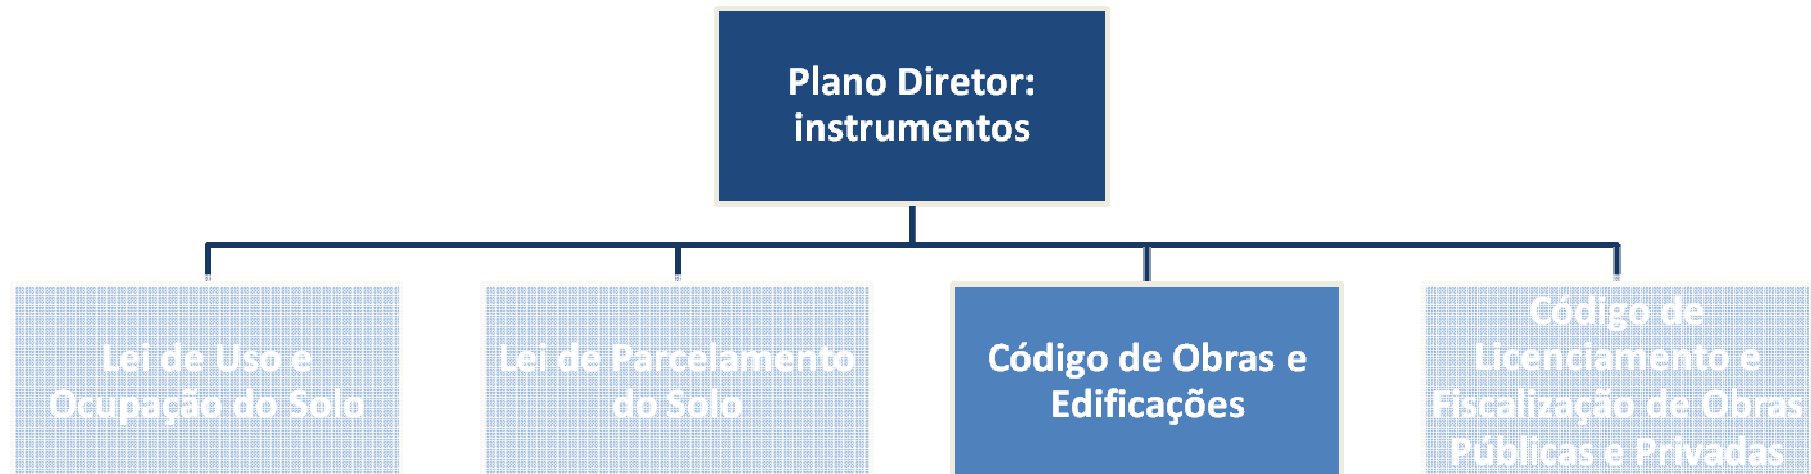 Plano Diretor:
instrumentos
Lei de Uso e
Ocupação do Solo
Lei de Parcelamento
do Solo
Código de Obras e
Edificações
Código de
Licenciamento e
Fiscalização de Obras
Públicas e Privadas